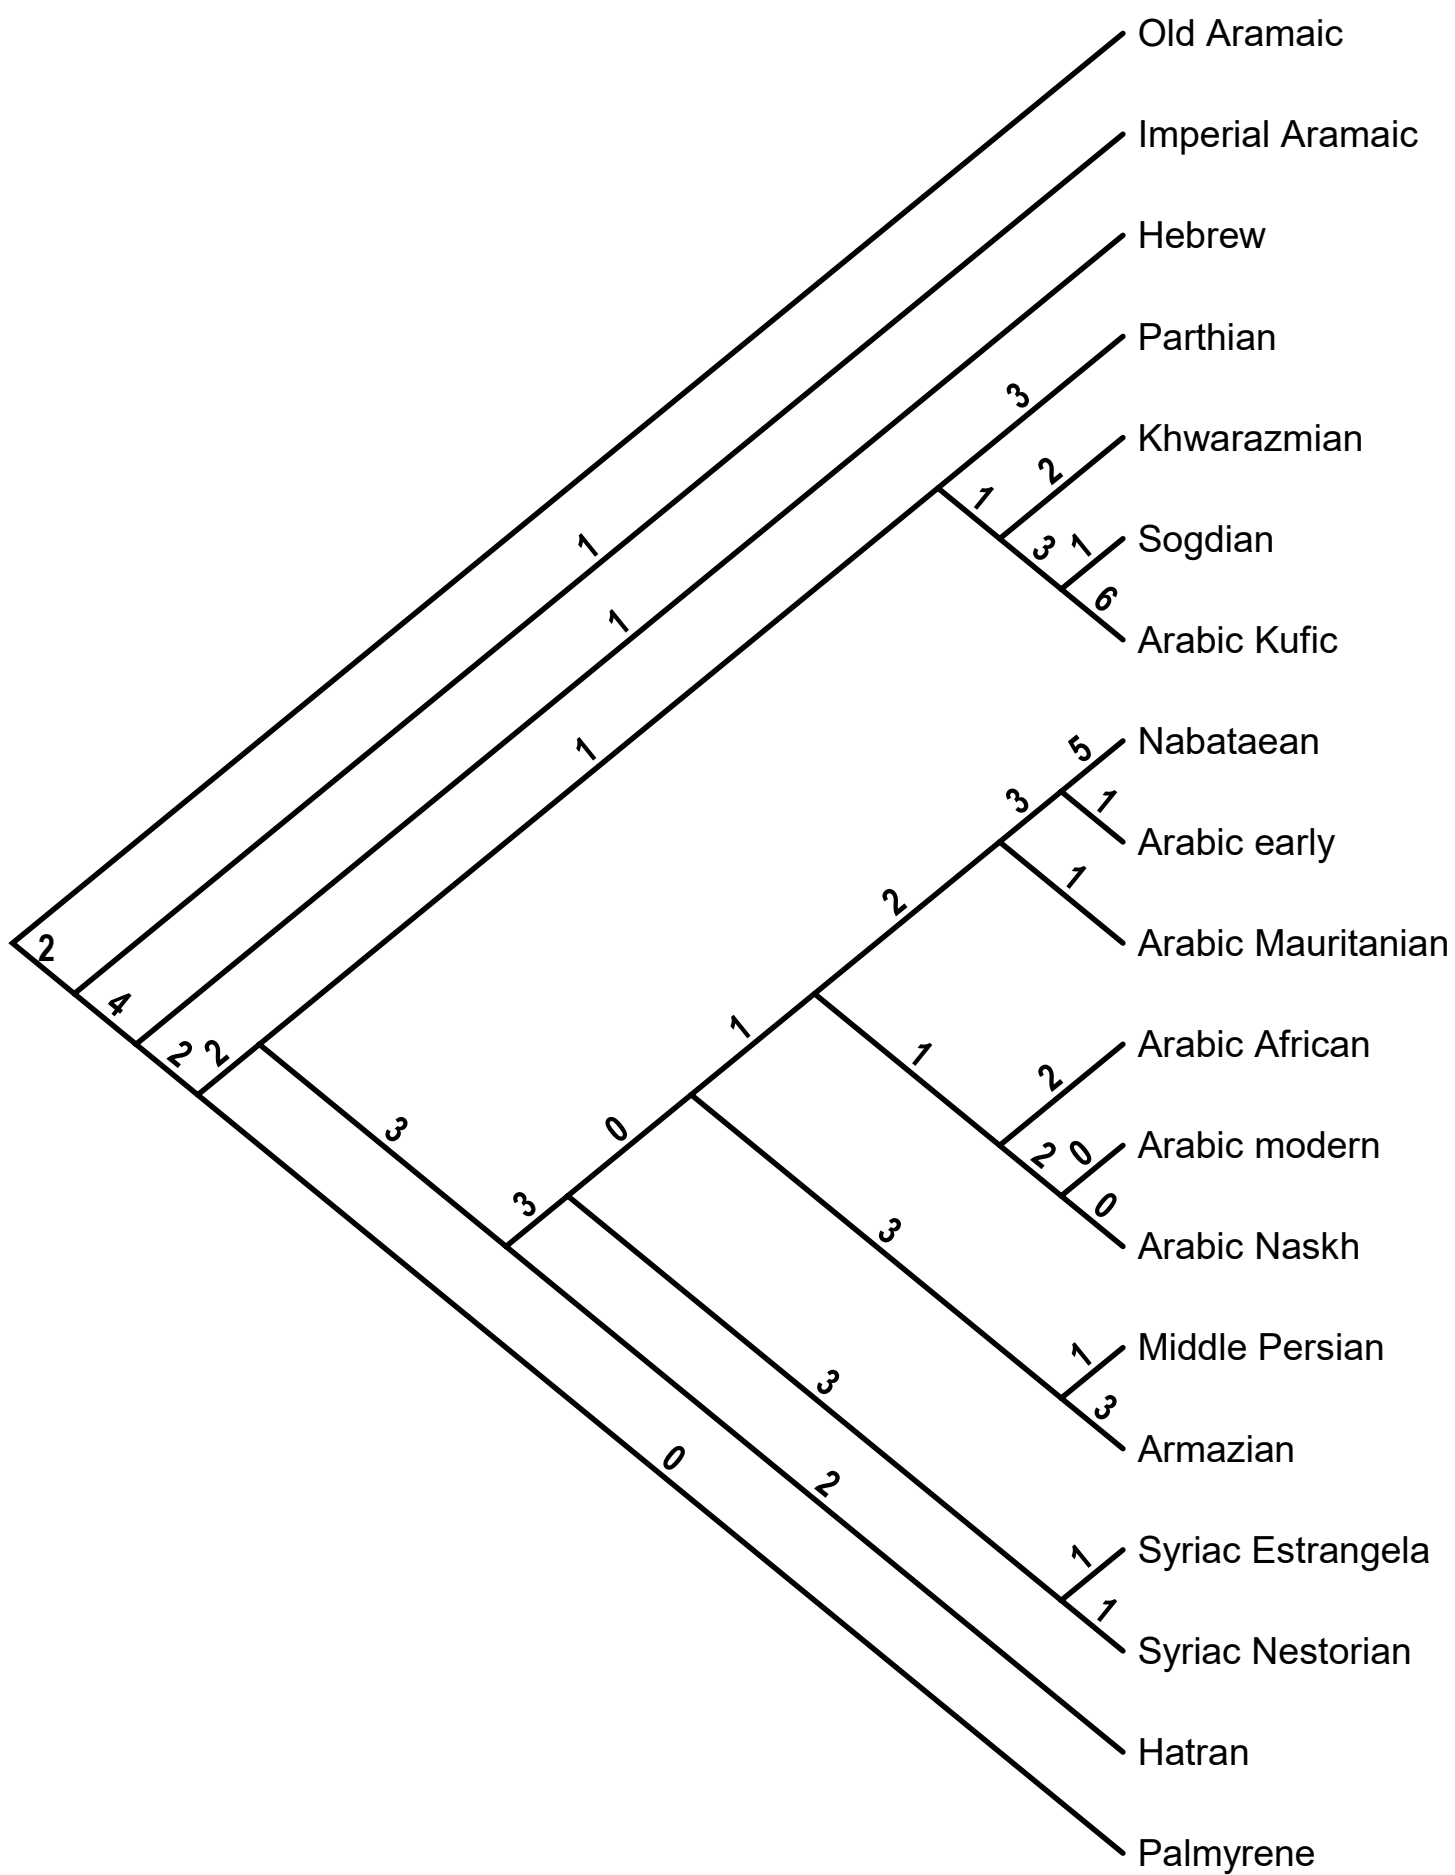 Old Aramaic
Imperial Aramaic
Hebrew
Parthian
3
Khwarazmian
2
1
Sogdian
1
3
1
6
1
Arabic Kufic
Nabataean
5
1
3
1
Arabic early
1
2
Arabic Mauritanian
2
4
1
Arabic African
2 2
1
2
3
0
Arabic modern
2 0
3
0
3
Arabic Naskh
Middle Persian
1
3
3
Armazian
0
2
Syriac Estrangela
1
1
Syriac Nestorian
Hatran
Palmyrene